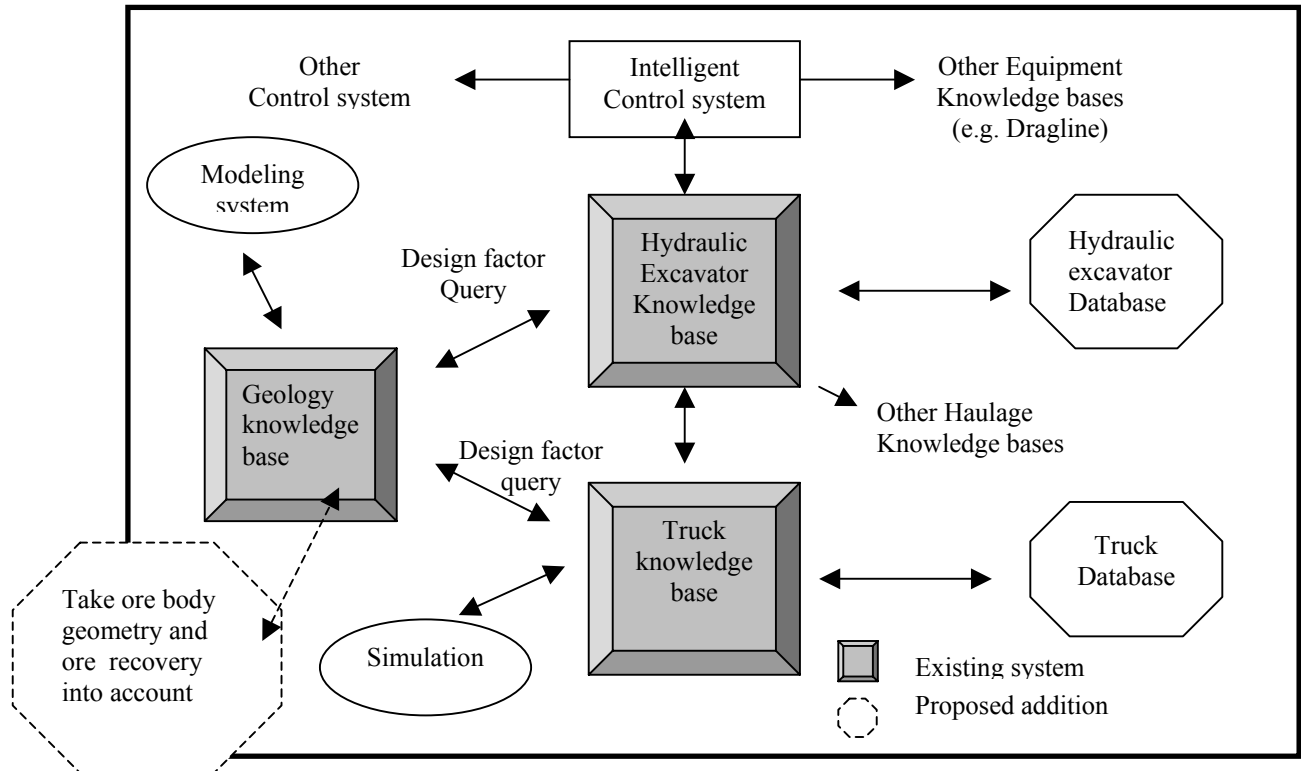 Other
Control system
Intelligent
Control system
Other Equipment
Knowledge bases
(e.g. Dragline)
Modeling
system
Design factor
Query
Hydraulic
Excavator
Knowledge
base
Hydraulic
excavator
Database
Geology
knowledge
base
Other Haulage
Knowledge bases
Design factor
query
Truck
knowledge
base
Truck
Database
Take ore body
geometry and
ore recovery
into account
Simulation
Existing system
Proposed addition